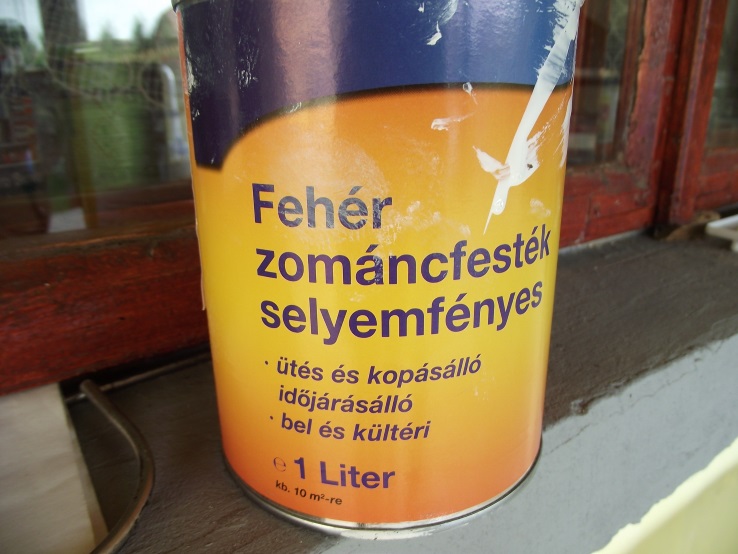 Fehér
zománcfesték
selyemfényes
· ütés és kopásálló
időjárásálló
· bel és kültéri
℮ 1 Liter
kb. 10 m²-re